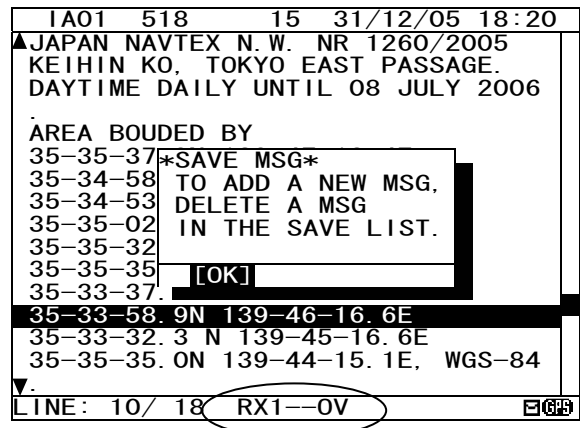 IA01 518 15 31/12/05 18:20
JAPAN NAVTEX N.W. NR 1260/2005
KEIHIN KO, TOKYO EAST PASSAGE.
DAYTIME DAILY UNTIL 08 JULY 2006
.
AREA BOUDED BY
35-35-37
35-34-58
35-34-53
35-35-02
35-35-32
35-35-35
35-33-37.
*SAVE MSG*
TO ADD A NEW MSG,
DELETE A MSG
IN THE SAVE LIST.
[OK]
35-33-58.9N 139-46-16.6E
35-33-32.3 N 139-45-16.6E
35-35-35.0N 139-44-15.1E, WGS-84
.
LINE: 10/ 18 RX1--OV GPS